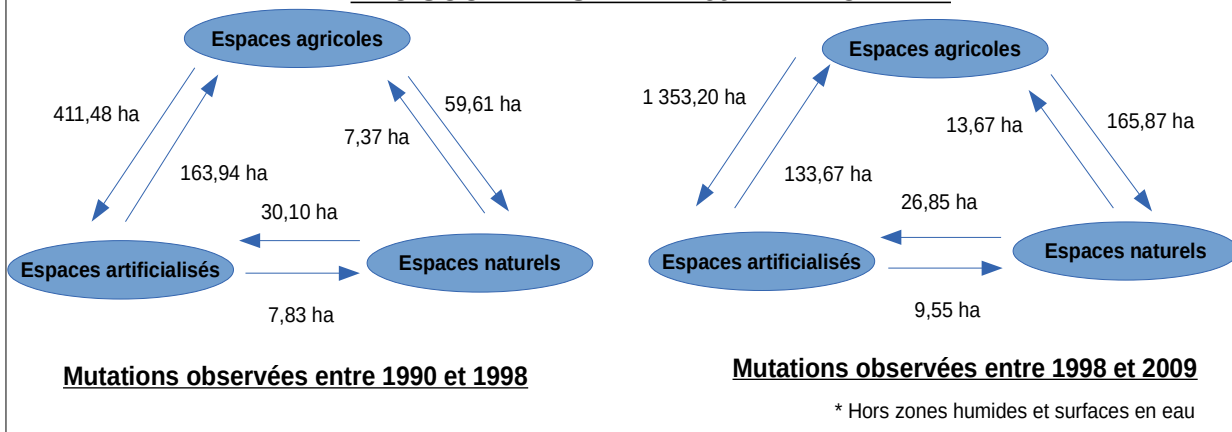 Espaces agricoles
411,48 ha
59,61 ha
7,37 ha
163,94 ha
30,10 ha
Espaces artificialisés
Espaces naturels
7,83 ha
Mutations observées entre 1990 et 1998
Espaces agricoles
1 353,20 ha
13,67 ha
165,87 ha
133,67 ha
26,85 ha
Espaces artificialisés
Espaces naturels
9,55 ha
Mutations observées entre 1998 et 2009
* Hors zones humides et surfaces en eau